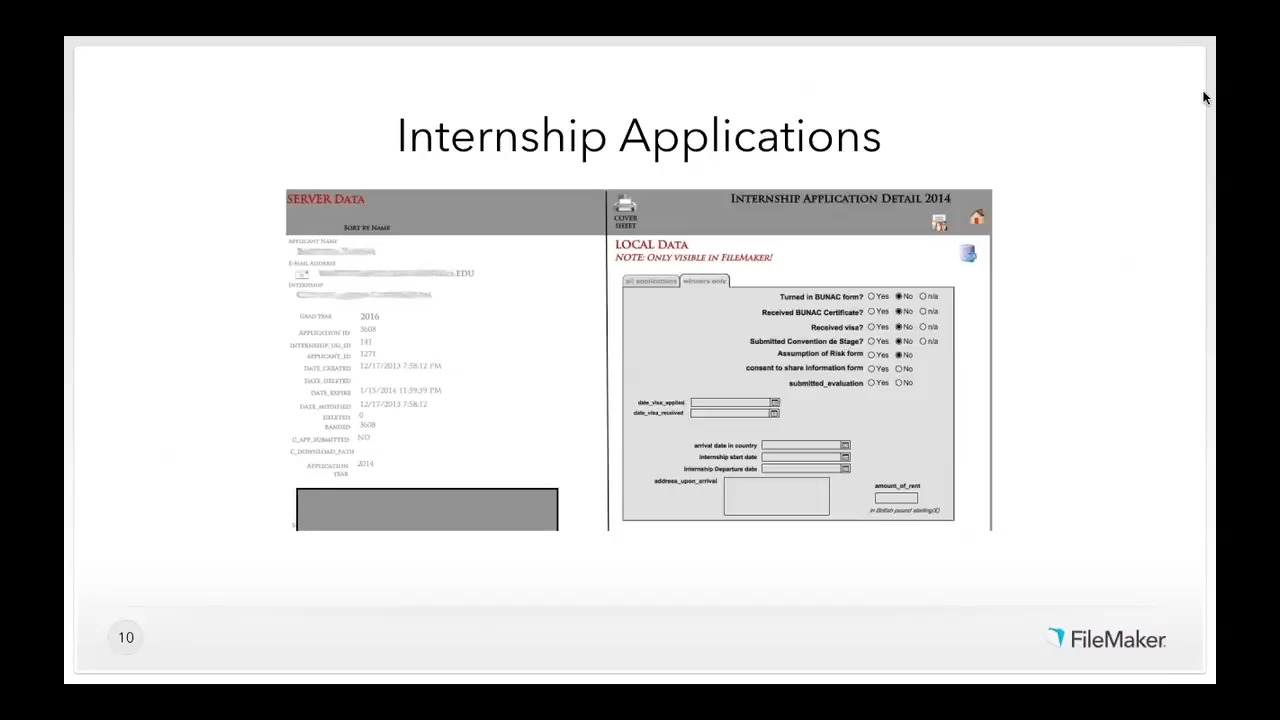 Internship Applications
SERVER DATA
SORT BY NAME
APPLICANT NAME
E-MAIL ADDRESS
.EDU
INTERNSHIP
GRAD YEAR 2016
APPLICATION ID 3608
INTERNSHIP_UG_ID 141
APPLICANT_ID 1271
DATE_CREATED 12/17/2013 7:58:12 PM
DATE_DELETED
DATE_EXPIRE 1/15/2014 11:59:59 PM
DATE_MODIFIED 12/17/2013 7:58:12
DELETED 0
BANDED 3608
C_APP_SUBMITTED NO
C_DOWNLOAD_PATH
APPLICATION YEAR 2014
COVER
SHEET
INTERNSHIP APPLICATION DETAIL 2014
LOCAL DATA
NOTE: ONLY VISIBLE IN FILEMAKER!
all applications winners only
Turned in BUNAC form? Yes No n/a
Received BUNAC Certificate? Yes No n/a
Received visa? Yes No n/a
Submitted Convention de Stage? Yes No n/a
Assumption of Risk form Yes No
consent to share information form Yes No
submitted_evaluation Yes No
date_visa_applied
date_visa_received
arrival date in country
internship start date
internship Departure date
address_upon_arrival
amount_of_rent
in British pound sterling(£)
10
FileMaker